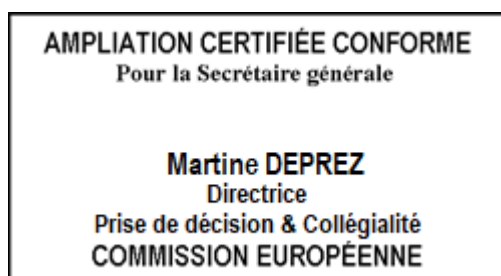 AMPLIATION CERTIFIÉE CONFORME
Pour la Secrétaire générale
Martine DEPREZ
Directrice
Prise de décision & Collégialité
COMMISSION EUROPÉENNE